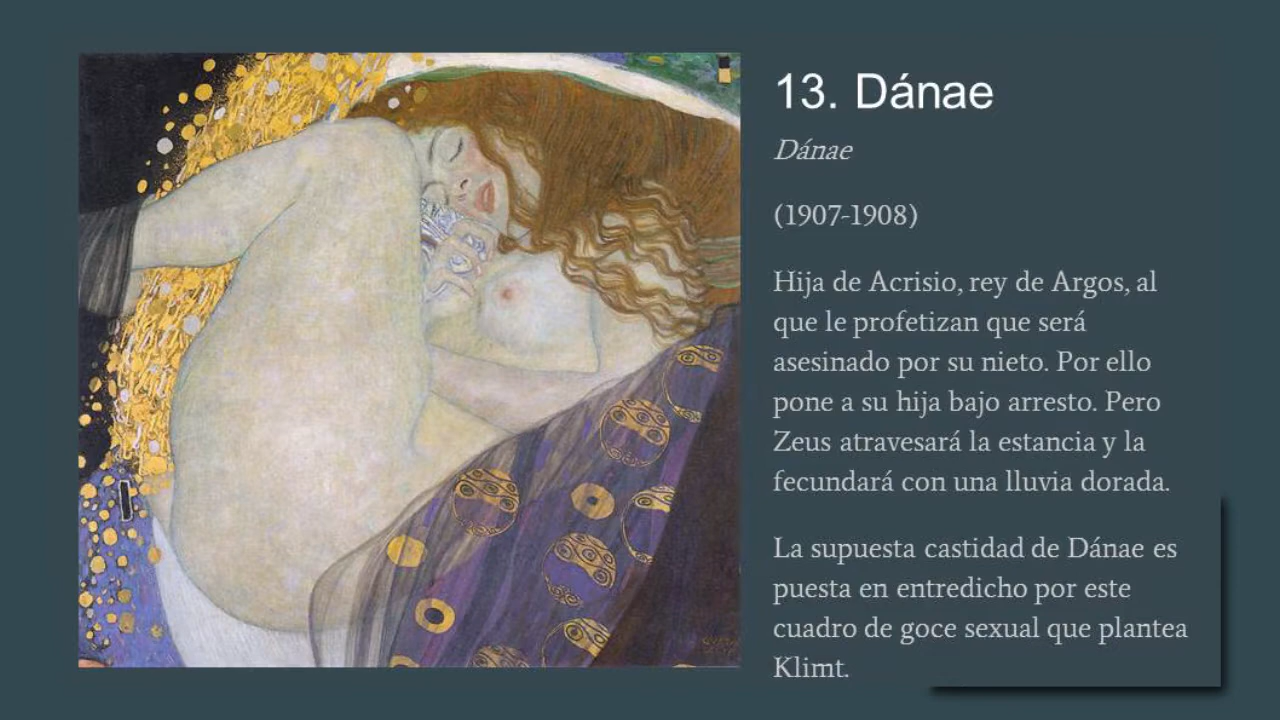 13. Dánae
Dánae
(1907-1908)
Hija de Acrisio, rey de Argos, al
que le profetizan que será
asesinado por su nieto. Por ello
pone a su hija bajo arresto. Pero
Zeus atravesará la estancia y la
fecundará con una lluvia dorada.
La supuesta castidad de Dánae es
puesta en entredicho por este
cuadro de goce sexual que plantea
Klimt.